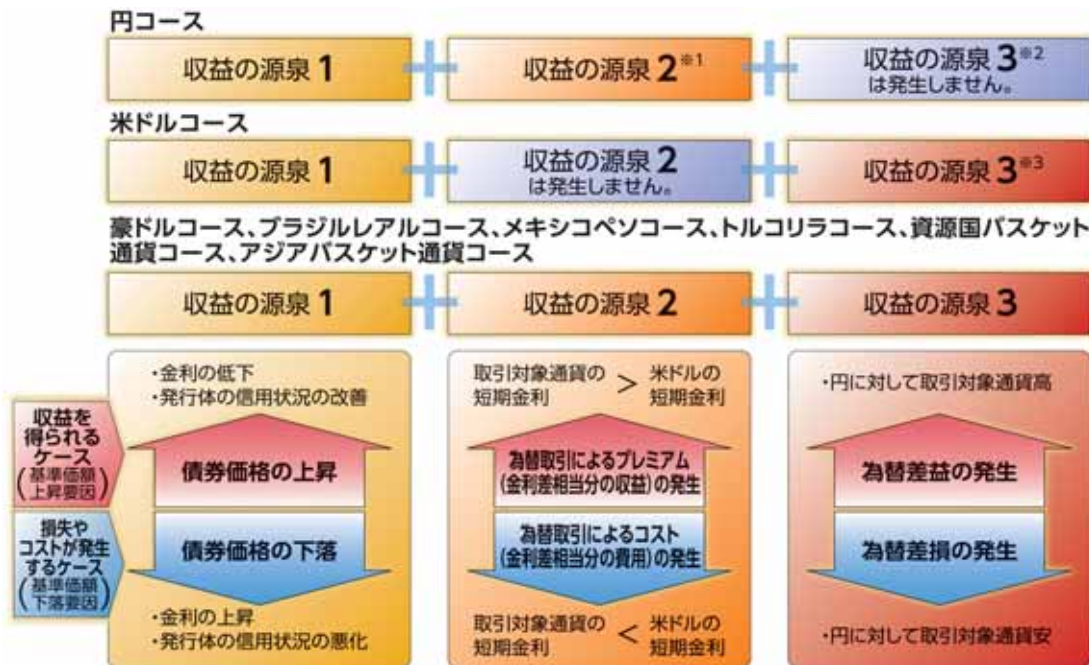 円コース
収益の源泉 1
収益の源泉 2※1
収益の源泉 3※2
は発生しません。
米ドルコース
収益の源泉 1
収益の源泉 2
は発生しません。
収益の源泉 3※3
豪ドルコース、ブラジルレアルコース、メキシコペソコース、トルコリラコース、資源国バスケット
通貨コース、アジアバスケット通貨コース
収益の源泉 1
収益の源泉 2
収益の源泉 3
収益を
得られる
ケース
(基準価額
上昇要因)
・金利の低下
・発行体の信用状況の改善
債券価格の上昇
取引対象通貨の
短期金利
>
米ドルの
短期金利
為替取引によるプレミアム
(金利差相当分の収益)の発生
・円に対して取引対象通貨高
為替差益の発生
損失や
コストが発生
するケース
(基準価額
下落要因)
債券価格の下落
・金利の上昇
・発行体の信用状況の悪化
為替取引によるコスト
(金利差相当分の費用)の発生
取引対象通貨の
短期金利
<
米ドルの
短期金利
為替差損の発生
・円に対して取引対象通貨安